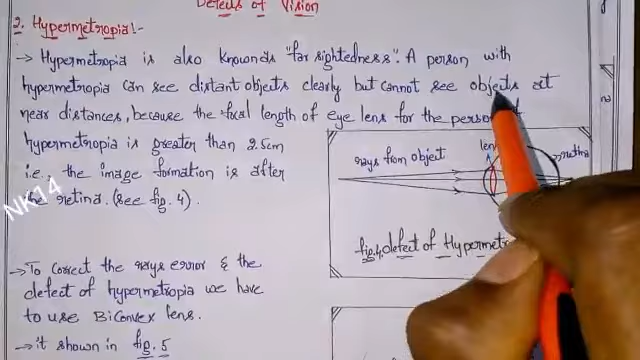 Defects of Vision
2. Hypermetropia:-
→ Hypermetropia is also known as "far sightedness". A person with
hypermetropia can see distant objects clearly but cannot see objects at
near distances, because the focal length of eye lens for the person
hypermetropia is greater than 2.5cm
i.e. the image formation is after
the retina. (see fig. 4).
rays from object
retina
fig.4, defect of
→ To correct the rays error & the
defect of hypermetropia we have
to use BiConvex lens.
→ it shown in fig. 5
NK14